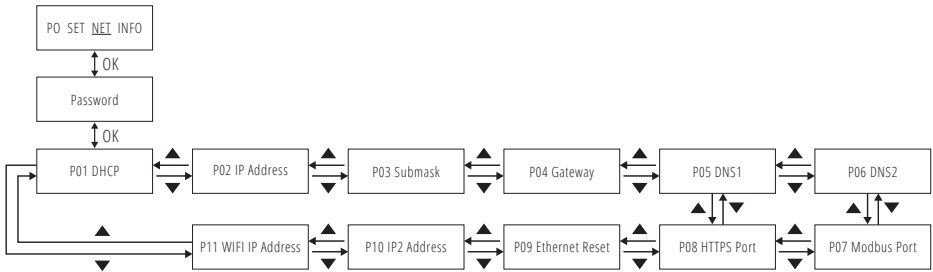 PO SET NET INFO
OK
Password
OK
P01 DHCP
P02 IP Address
P03 Submask
P04 Gateway
P05 DNS1
P06 DNS2
P11 WIFI IP Address
P10 IP2 Address
P09 Ethernet Reset
P08 HTTPS Port
P07 Modbus Port